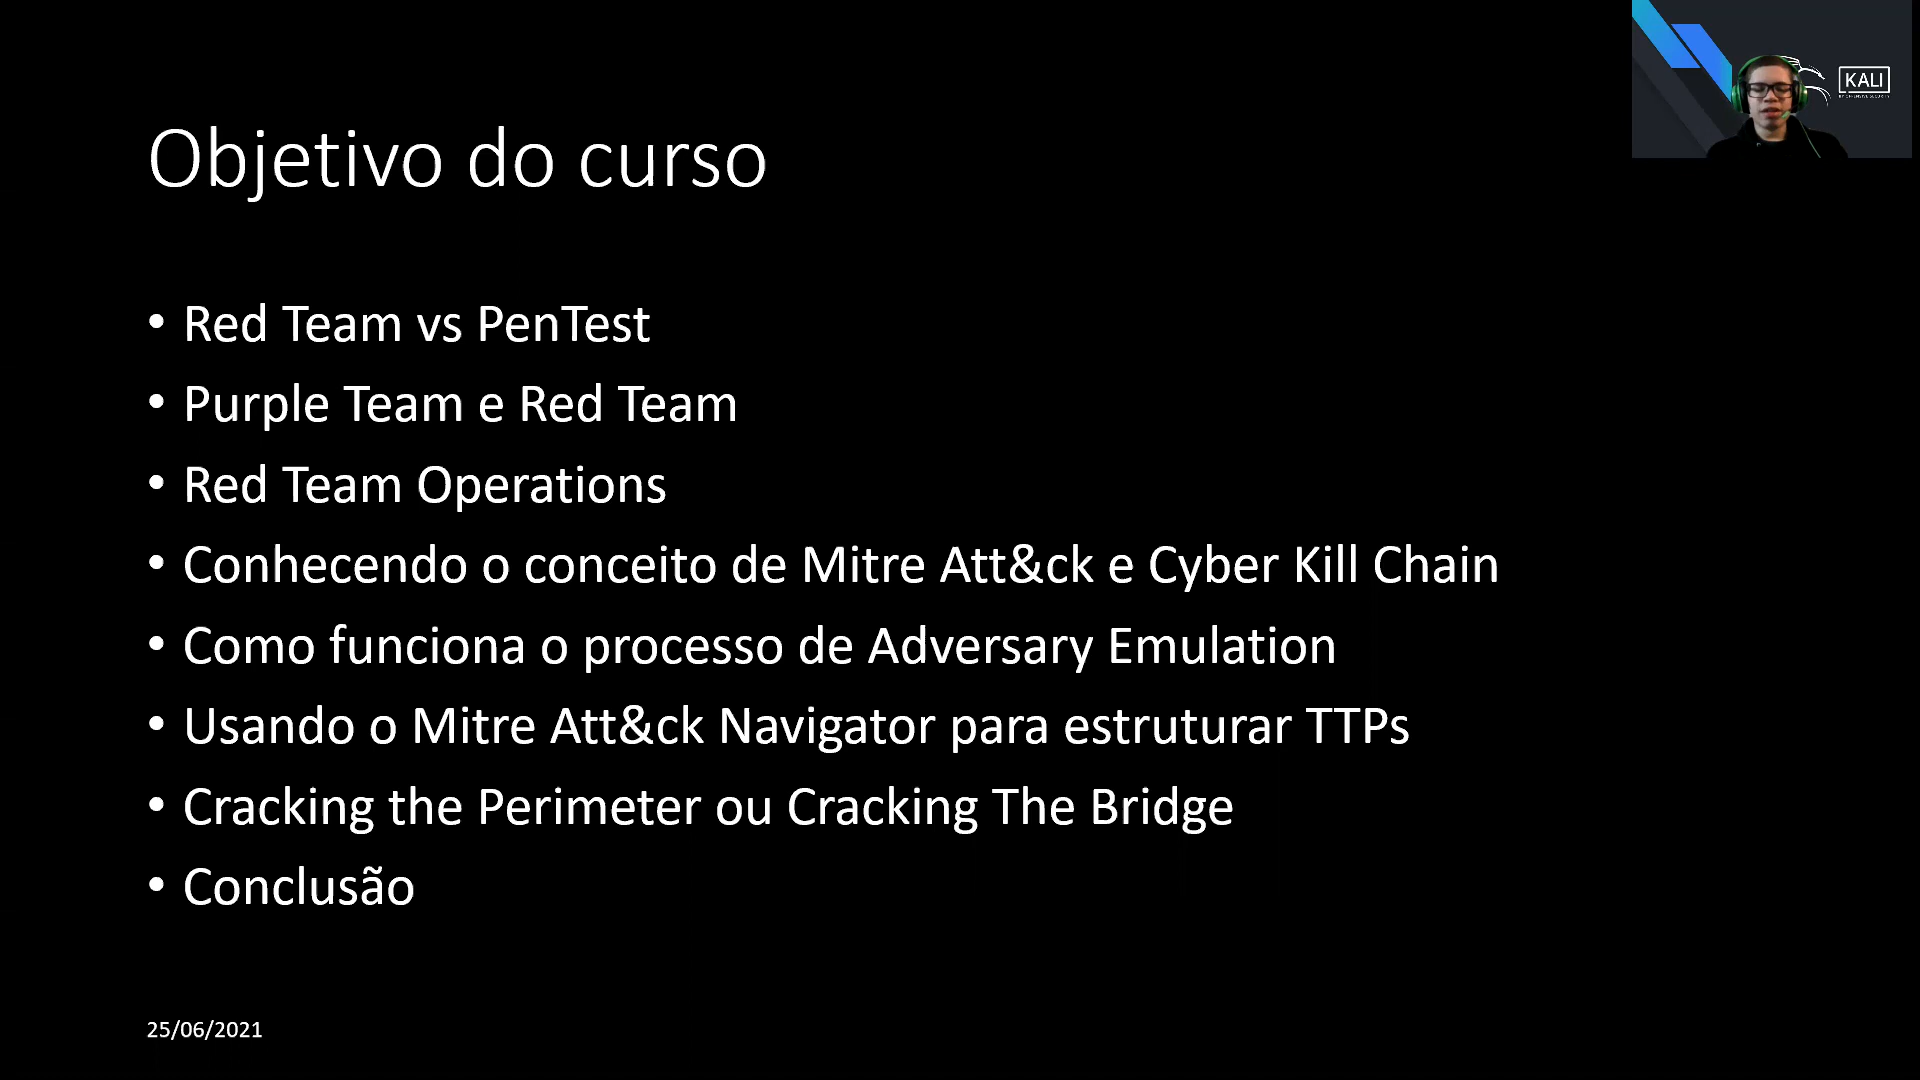 KALI
Objetivo do curso
• Red Team vs PenTest
• Purple Team e Red Team
• Red Team Operations
• Conhecendo o conceito de Mitre Att&ck e Cyber Kill Chain
• Como funciona o processo de Adversary Emulation
• Usando o Mitre Att&ck Navigator para estruturar TTPs
• Cracking the Perimeter ou Cracking The Bridge
• Conclusão
25/06/2021